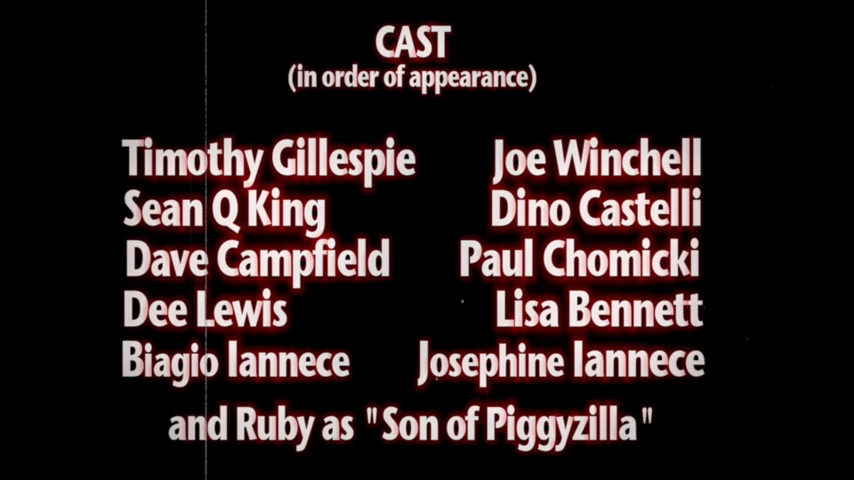 CAST
(in order of appearance)
Timothy Gillespie Joe Winchell
Sean Q King Dino Castelli
Dave Campfield Paul Chomicki
Dee Lewis Lisa Bennett
Biagio Iannece Josephine Iannece
and Ruby as "Son of Piggyzilla"